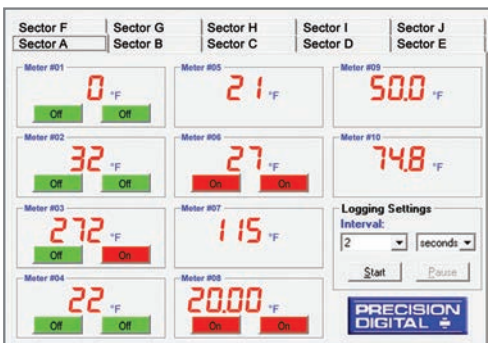 Sector F Sector G Sector H Sector I Sector J
Sector A Sector B Sector C Sector D Sector E
Meter #01
0 °F
Off Off
Meter #02
32 °F
Off Off
Meter #03
272 °F
Off On
Meter #04
22 °F
Off Off
Meter #05
21 °F
Meter #06
27 °F
On On
Meter #07
115 °F
Meter #08
20.00 °F
On On
Meter #09
50.0 °F
Meter #10
74.8 °F
Logging Settings
Interval:
2 seconds
Start Pause
PRECISION
DIGITAL